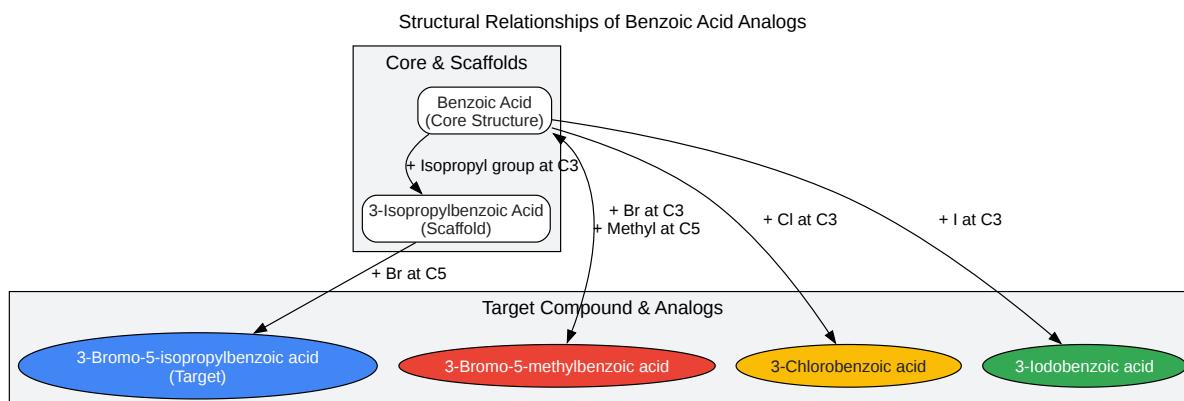 Structural Relationships of Benzoic Acid Analogs
Core & Scaffolds
Benzoic Acid
(Core Structure)
+ Isopropyl group at C3
3-Isopropylbenzoic Acid
(Scaffold)
+ Br at C3
+ Methyl at C5
+ Cl at C3
+ I at C3
+ Br at C5
Target Compound & Analogs
3-Bromo-5-isopropylbenzoic acid
(Target)
3-Bromo-5-methylbenzoic acid
3-Chlorobenzoic acid
3-Iodobenzoic acid